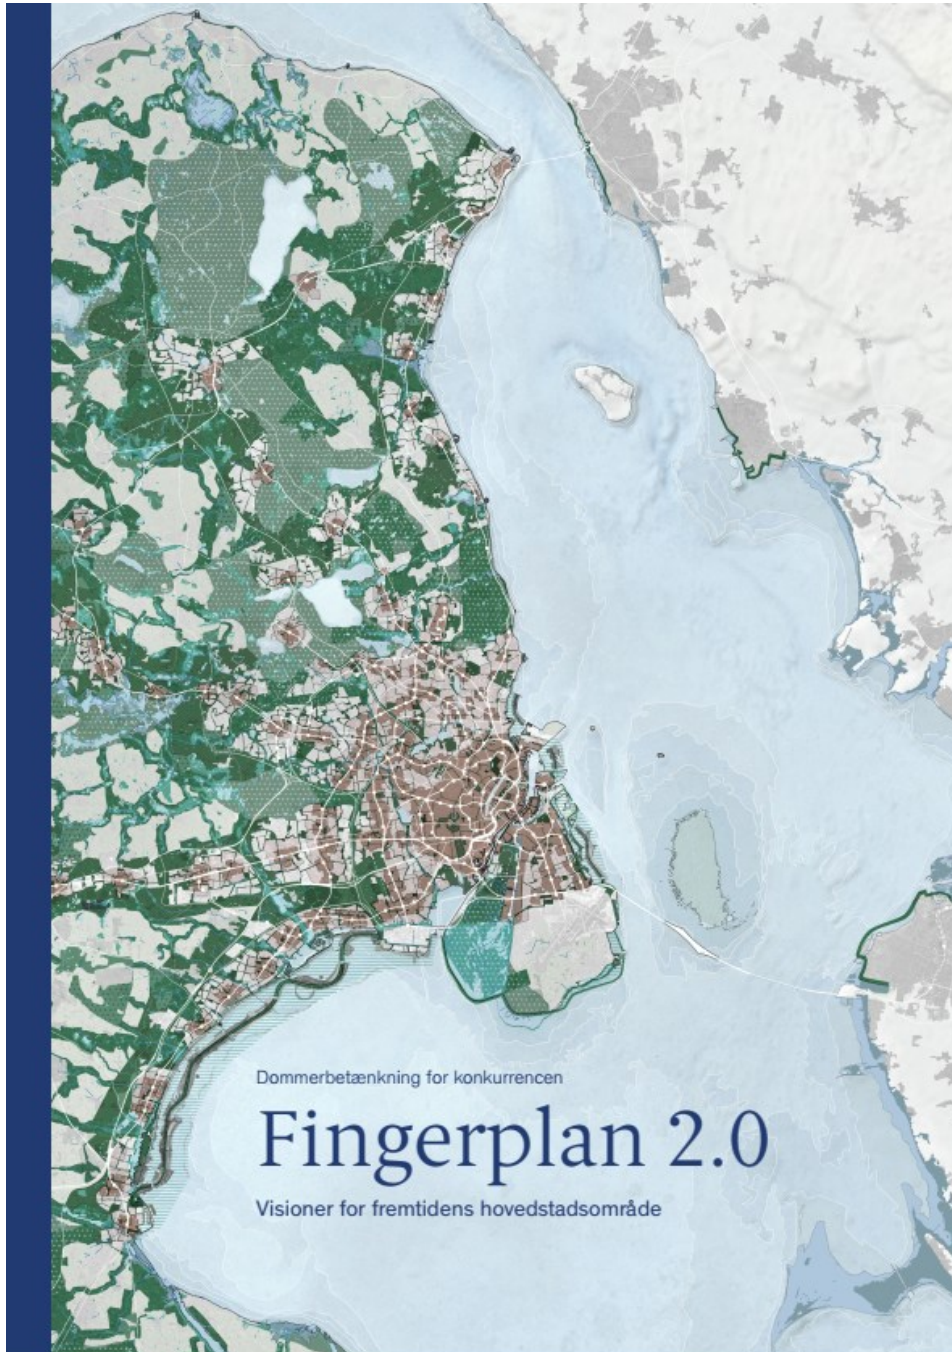 Dommerbetænkning for konkurrencen
Fingerplan 2.0
Visioner for fremtidens hovedstadsområde